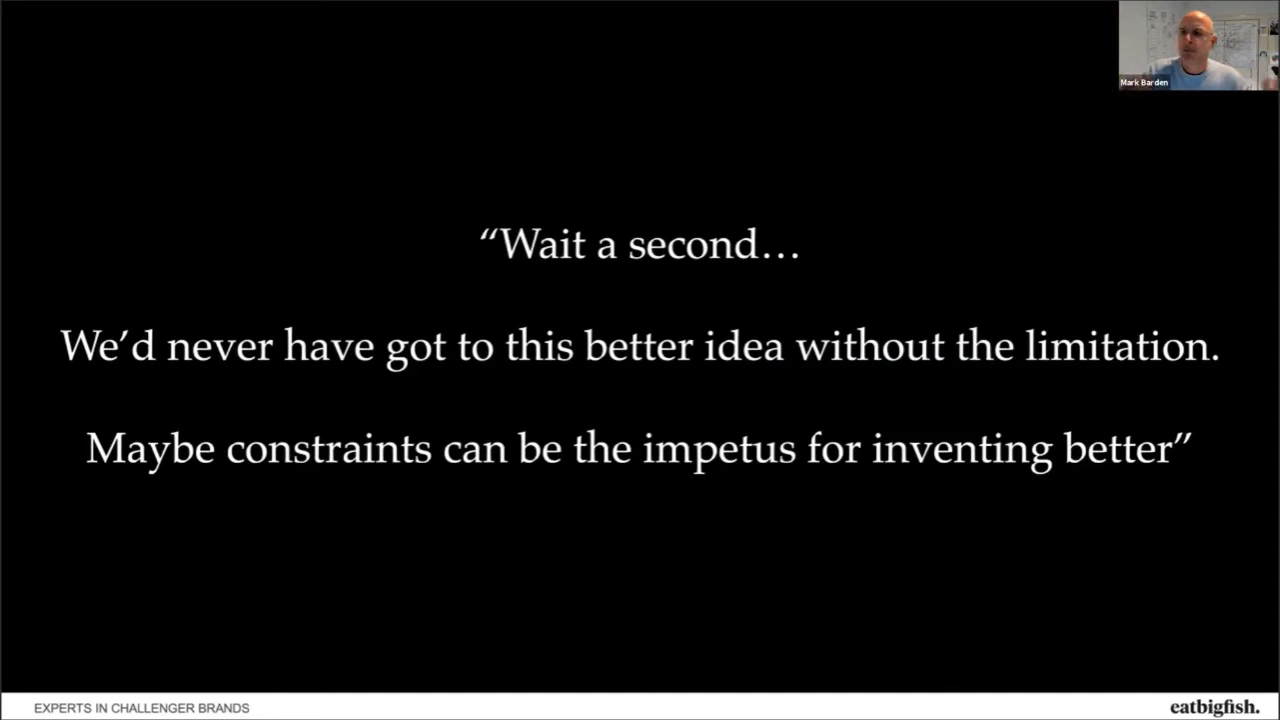 Mark Barden
“Wait a second…
We’d never have got to this better idea without the limitation.
Maybe constraints can be the impetus for inventing better”
EXPERTS IN CHALLENGER BRANDS
eatbigfish.